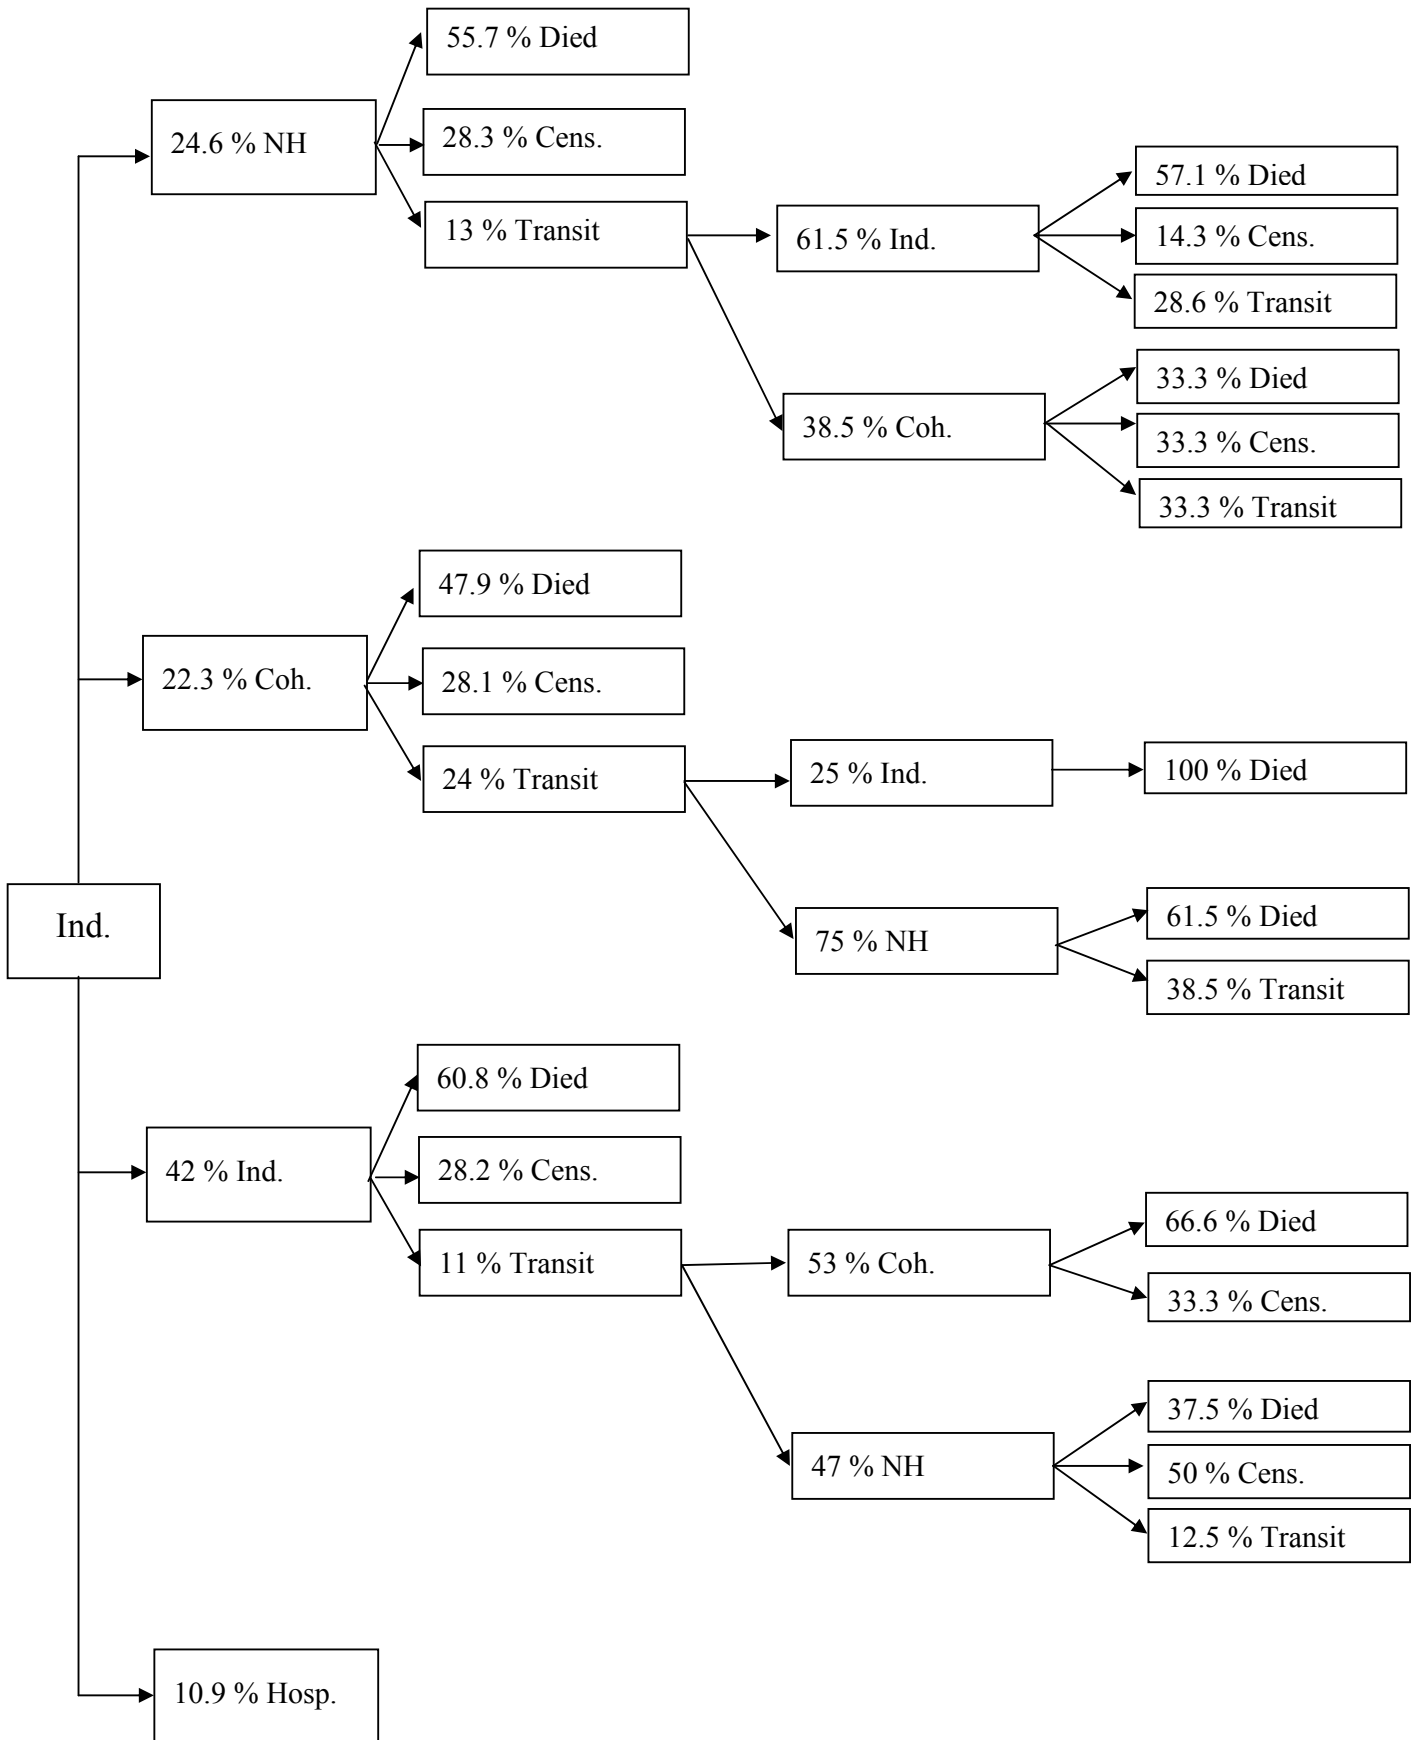 55.7 % Died
24.6 % NH
28.3 % Cens.
13 % Transit
61.5 % Ind.
57.1 % Died
14.3 % Cens.
28.6 % Transit
38.5 % Coh.
33.3 % Died
33.3 % Cens.
33.3 % Transit
47.9 % Died
22.3 % Coh.
28.1 % Cens.
24 % Transit
25 % Ind.
100 % Died
75 % NH
61.5 % Died
38.5 % Transit
Ind.
60.8 % Died
42 % Ind.
28.2 % Cens.
11 % Transit
53 % Coh.
66.6 % Died
33.3 % Cens.
47 % NH
37.5 % Died
50 % Cens.
12.5 % Transit
10.9 % Hosp.